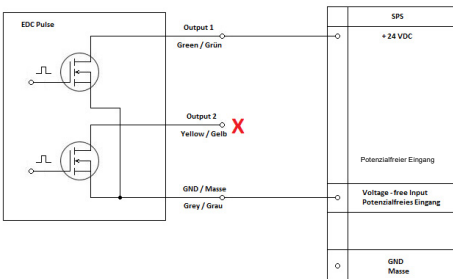 EDC Pulse
Output 1
Green / Grün
Output 2
Yellow / Gelb
X
GND / Masse
Grey / Grau
SPS
+ 24 VDC
Potenzialfreier Eingang
Voltage - free Input
Potenzialfreies Eingang
GND
Masse